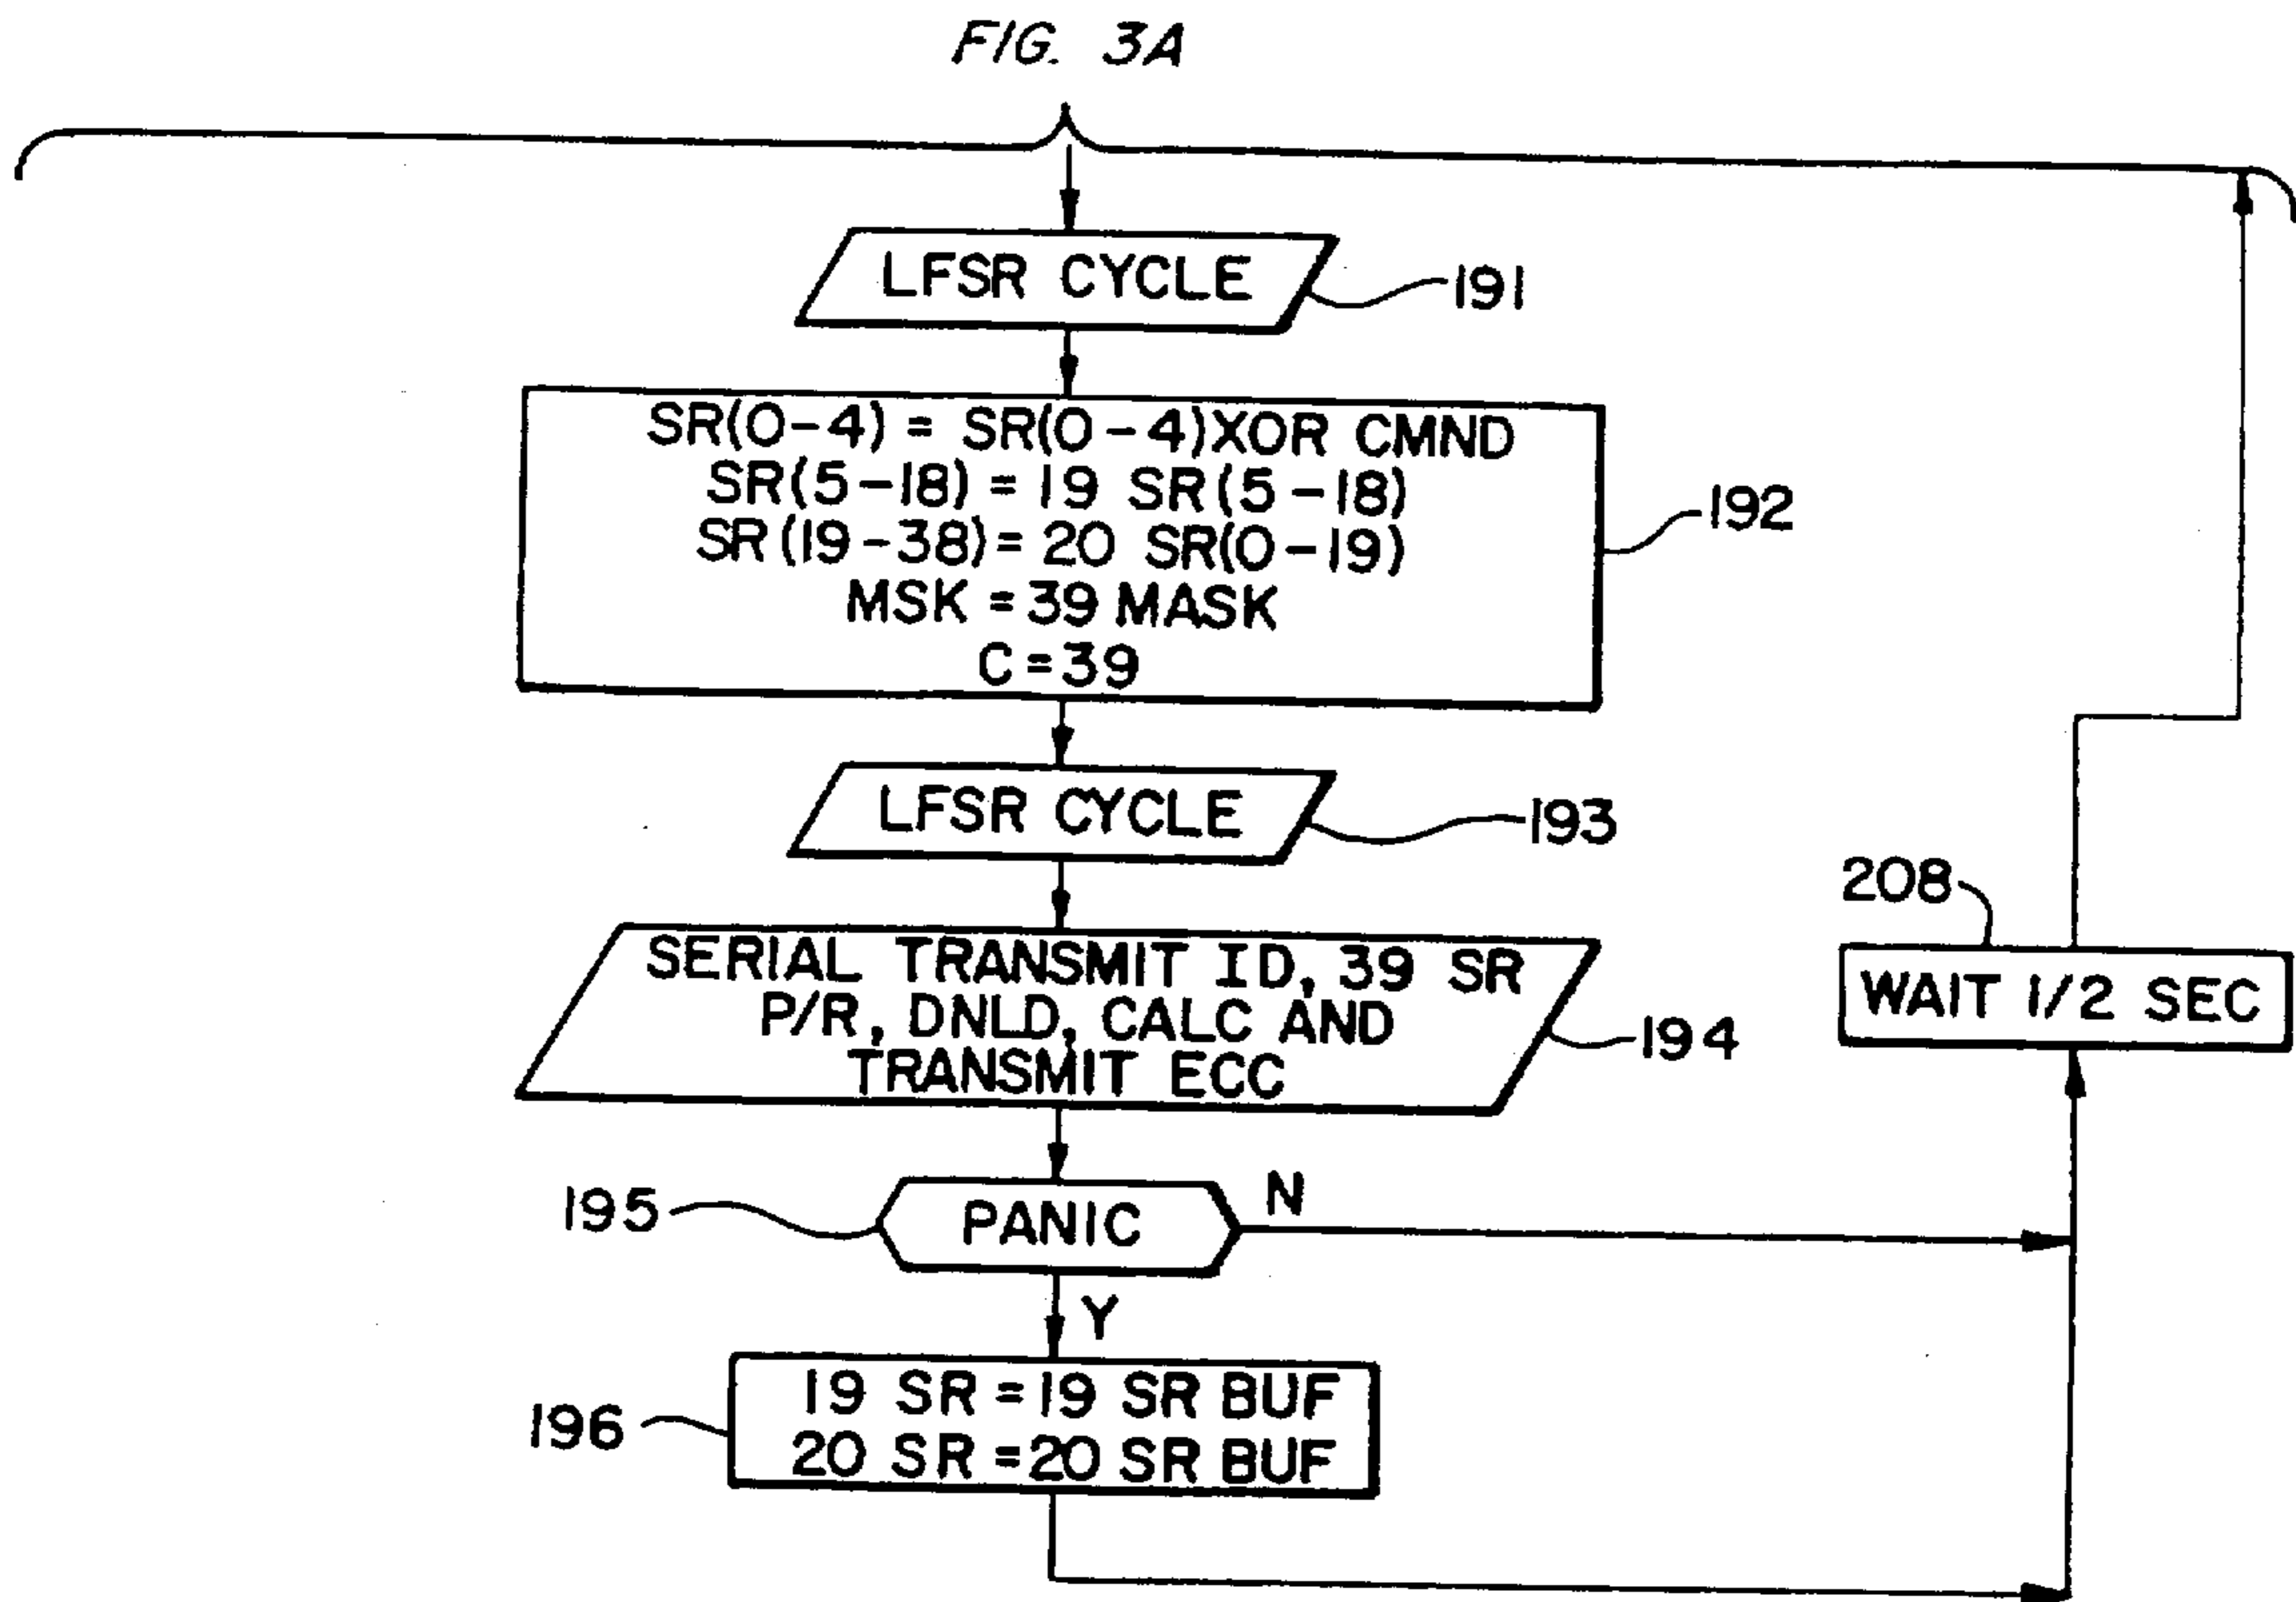 FIG. 3A
LFSR CYCLE
191
SR(0-4) = SR(0-4)XOR CMND
SR(5-18) = 19 SR(5-18)
SR(19-38) = 20 SR(0-19)
MSK = 39 MASK
C = 39
192
LFSR CYCLE
193
SERIAL TRANSMIT ID, 39 SR
P/R, DNLD, CALC AND
TRANSMIT ECC
194
208
WAIT 1/2 SEC
195
PANIC
N
Y
196
19 SR = 19 SR BUF
20 SR = 20 SR BUF